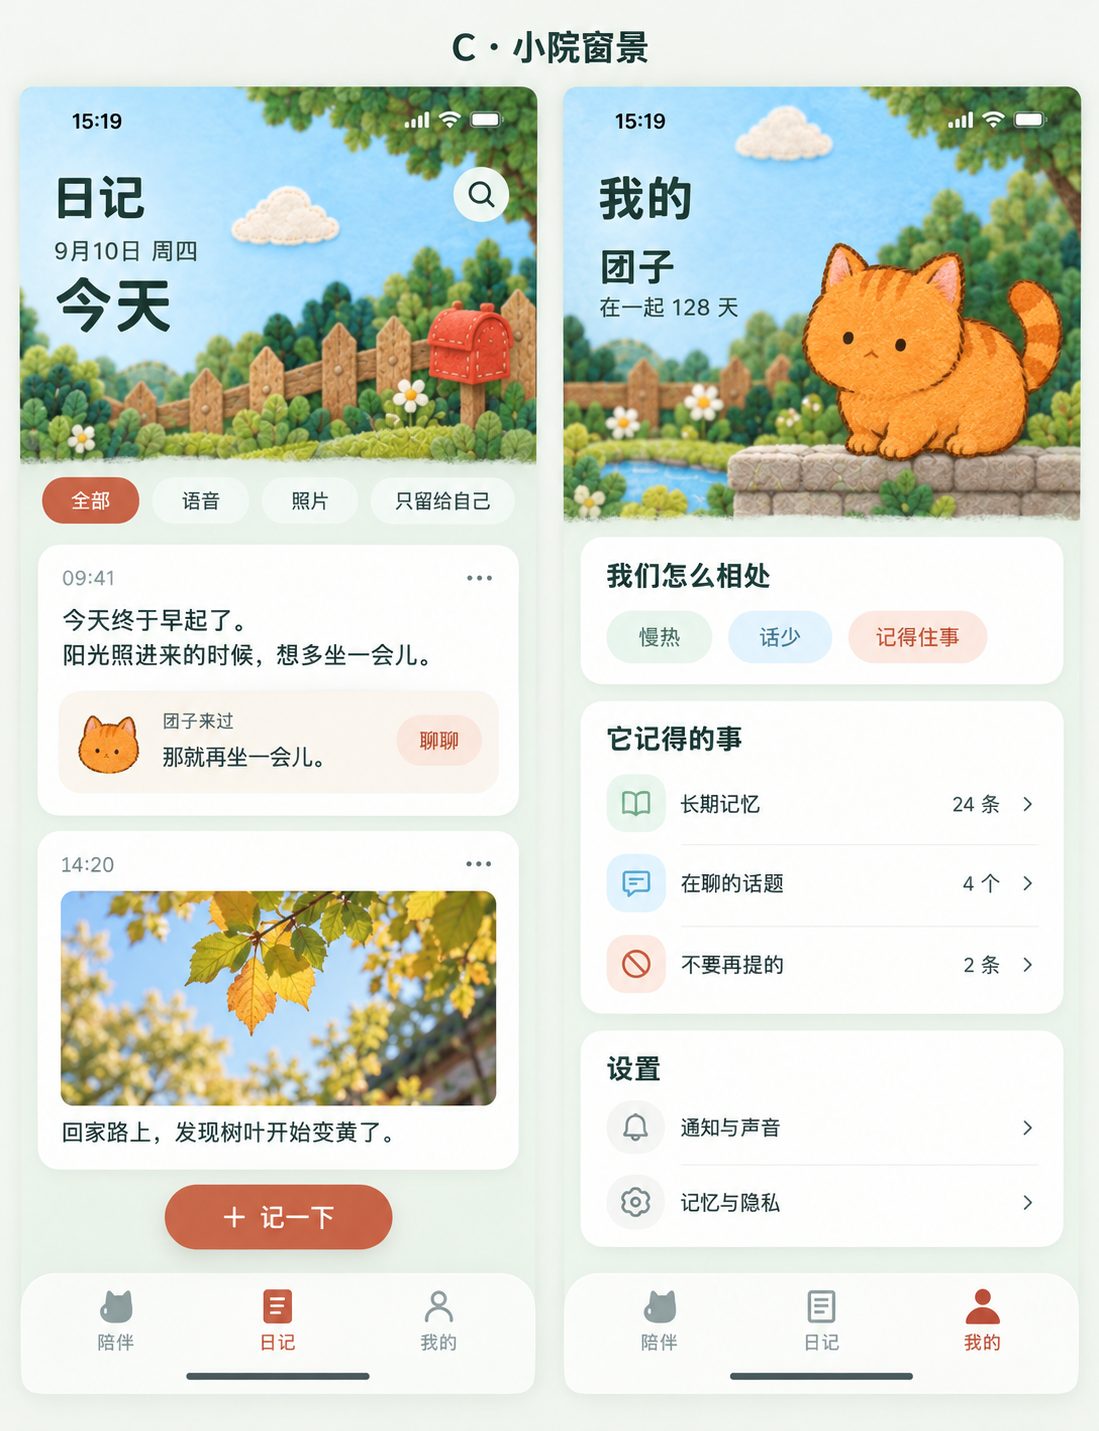 C · 小院窗景
15:19
日记
9月10日 周四
今天
全部
语音
照片
只留给自己
09:41
今天终于早起了。
阳光照进来的时候，想多坐一会儿。
团子来过
那就再坐一会儿。
聊聊
14:20
回家路上，发现树叶开始变黄了。
+ 记一下
陪伴
日记
我的
15:19
我的
团子
在一起 128 天
我们怎么相处
慢热
话少
记得住事
它记得的事
长期记忆 24 条
在聊的话题 4 个
不要再提的 2 条
设置
通知与声音
记忆与隐私
陪伴
日记
我的